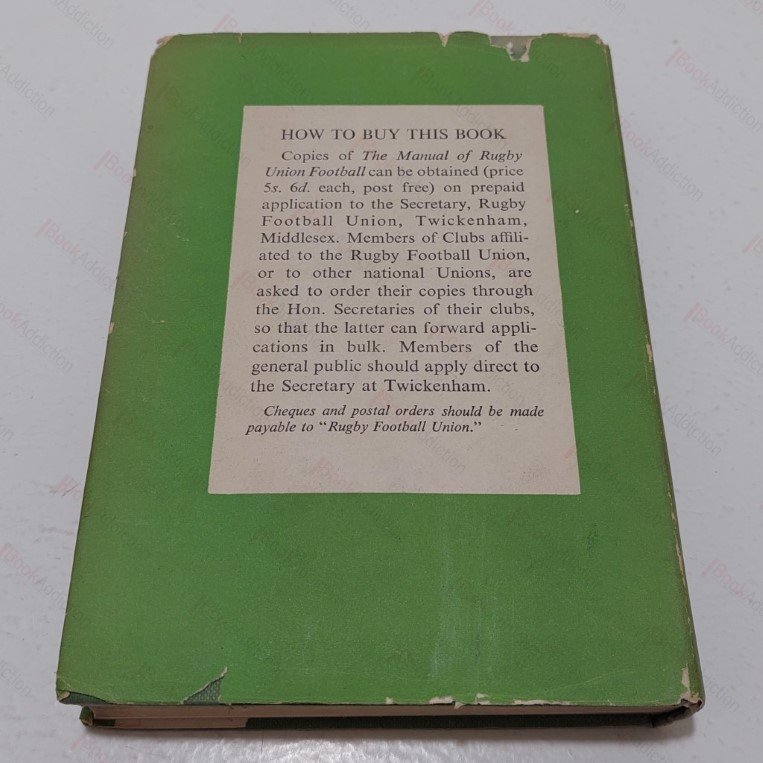 HOW TO BUY THIS BOOK
Copies of The Manual of Rugby
Union Football can be obtained (price
5s. 6d. each, post free) on prepaid
application to the Secretary, Rugby
Football Union, Twickenham,
Middlesex. Members of Clubs affili-
ated to the Rugby Football Union,
or to other national Unions, are
asked to order their copies through
the Hon. Secretaries of their clubs,
so that the latter can forward appli-
cations in bulk. Members of the
general public should apply direct to
the Secretary at Twickenham.
Cheques and postal orders should be made
payable to "Rugby Football Union."
BookAddiction